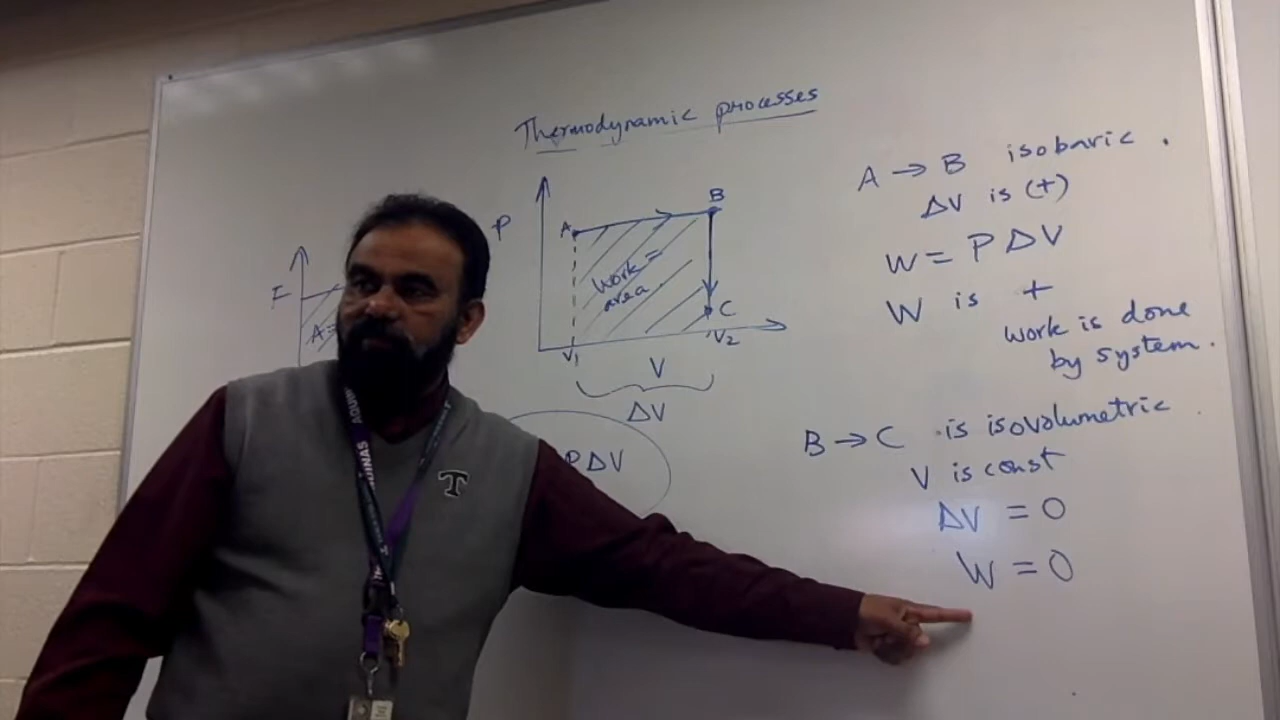 Thermodynamic processes
F
A=
P
A
B
C
Work =
area
V1
V2
V
ΔV
PΔV
A → B isobaric.
ΔV is (+)
W = PΔV
W is +
work is done
by system.
B → C is isovolumetric
V is const
ΔV = 0
W = 0
T
AQUINAS